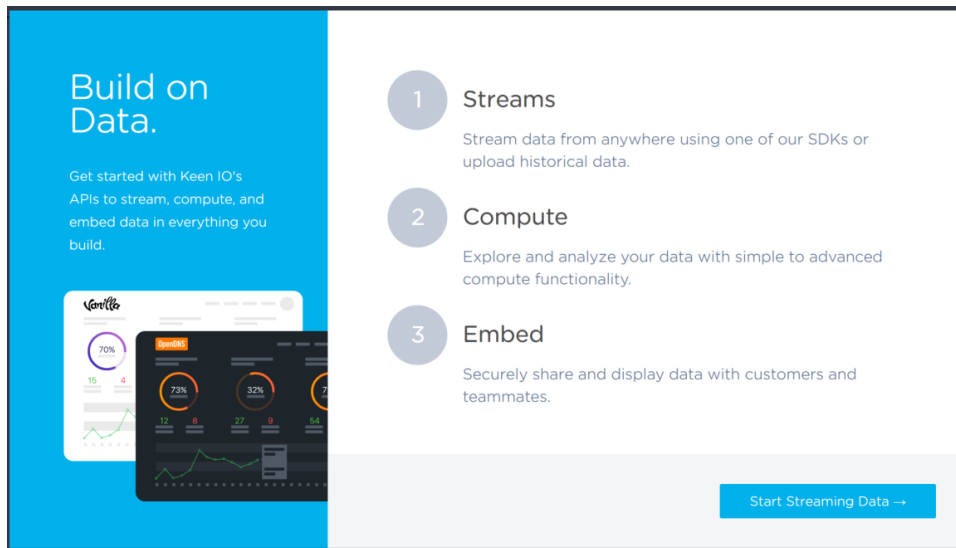 Build on
Data.
Get started with Keen IO's
APIs to stream, compute, and
embed data in everything you
build.
Vanilla
70%
15 4
OpenDNS
73% 32% 7
12 8 27 9 54
1 Streams
Stream data from anywhere using one of our SDKs or
upload historical data.
2 Compute
Explore and analyze your data with simple to advanced
compute functionality.
3 Embed
Securely share and display data with customers and
teammates.
Start Streaming Data →